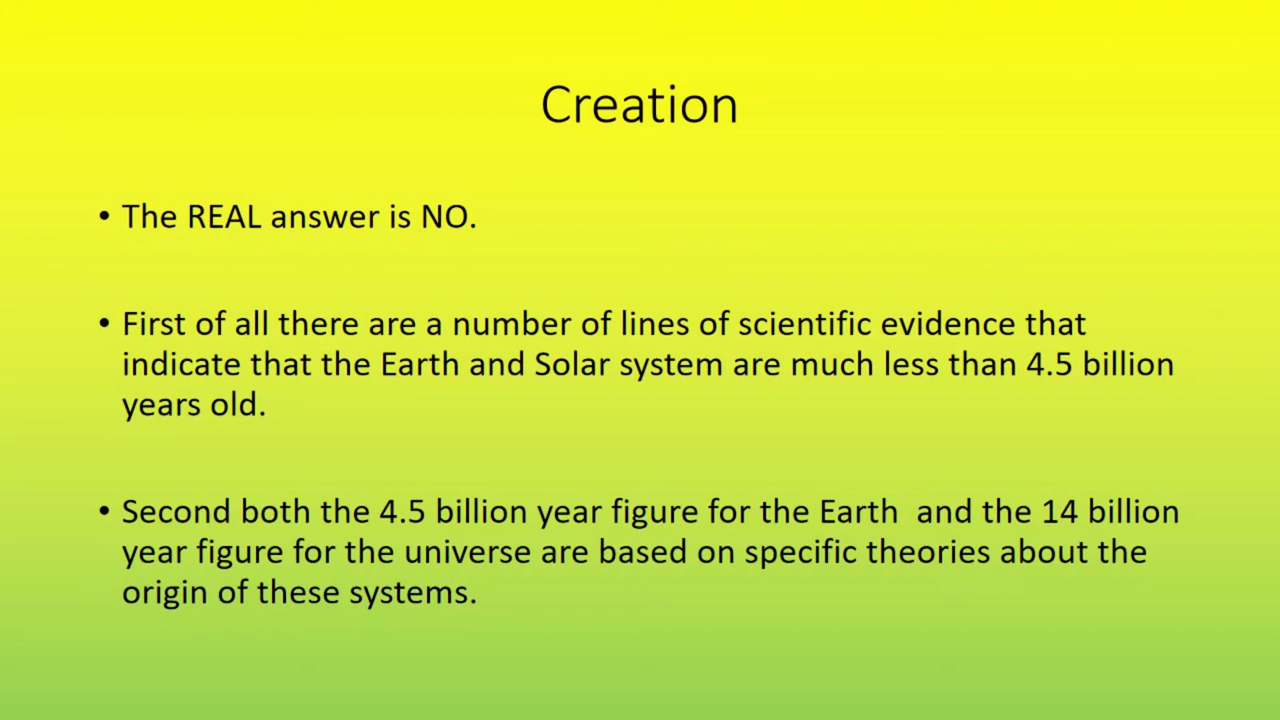 Creation
• The REAL answer is NO.
• First of all there are a number of lines of scientific evidence that
indicate that the Earth and Solar system are much less than 4.5 billion
years old.
• Second both the 4.5 billion year figure for the Earth  and the 14 billion
year figure for the universe are based on specific theories about the
origin of these systems.